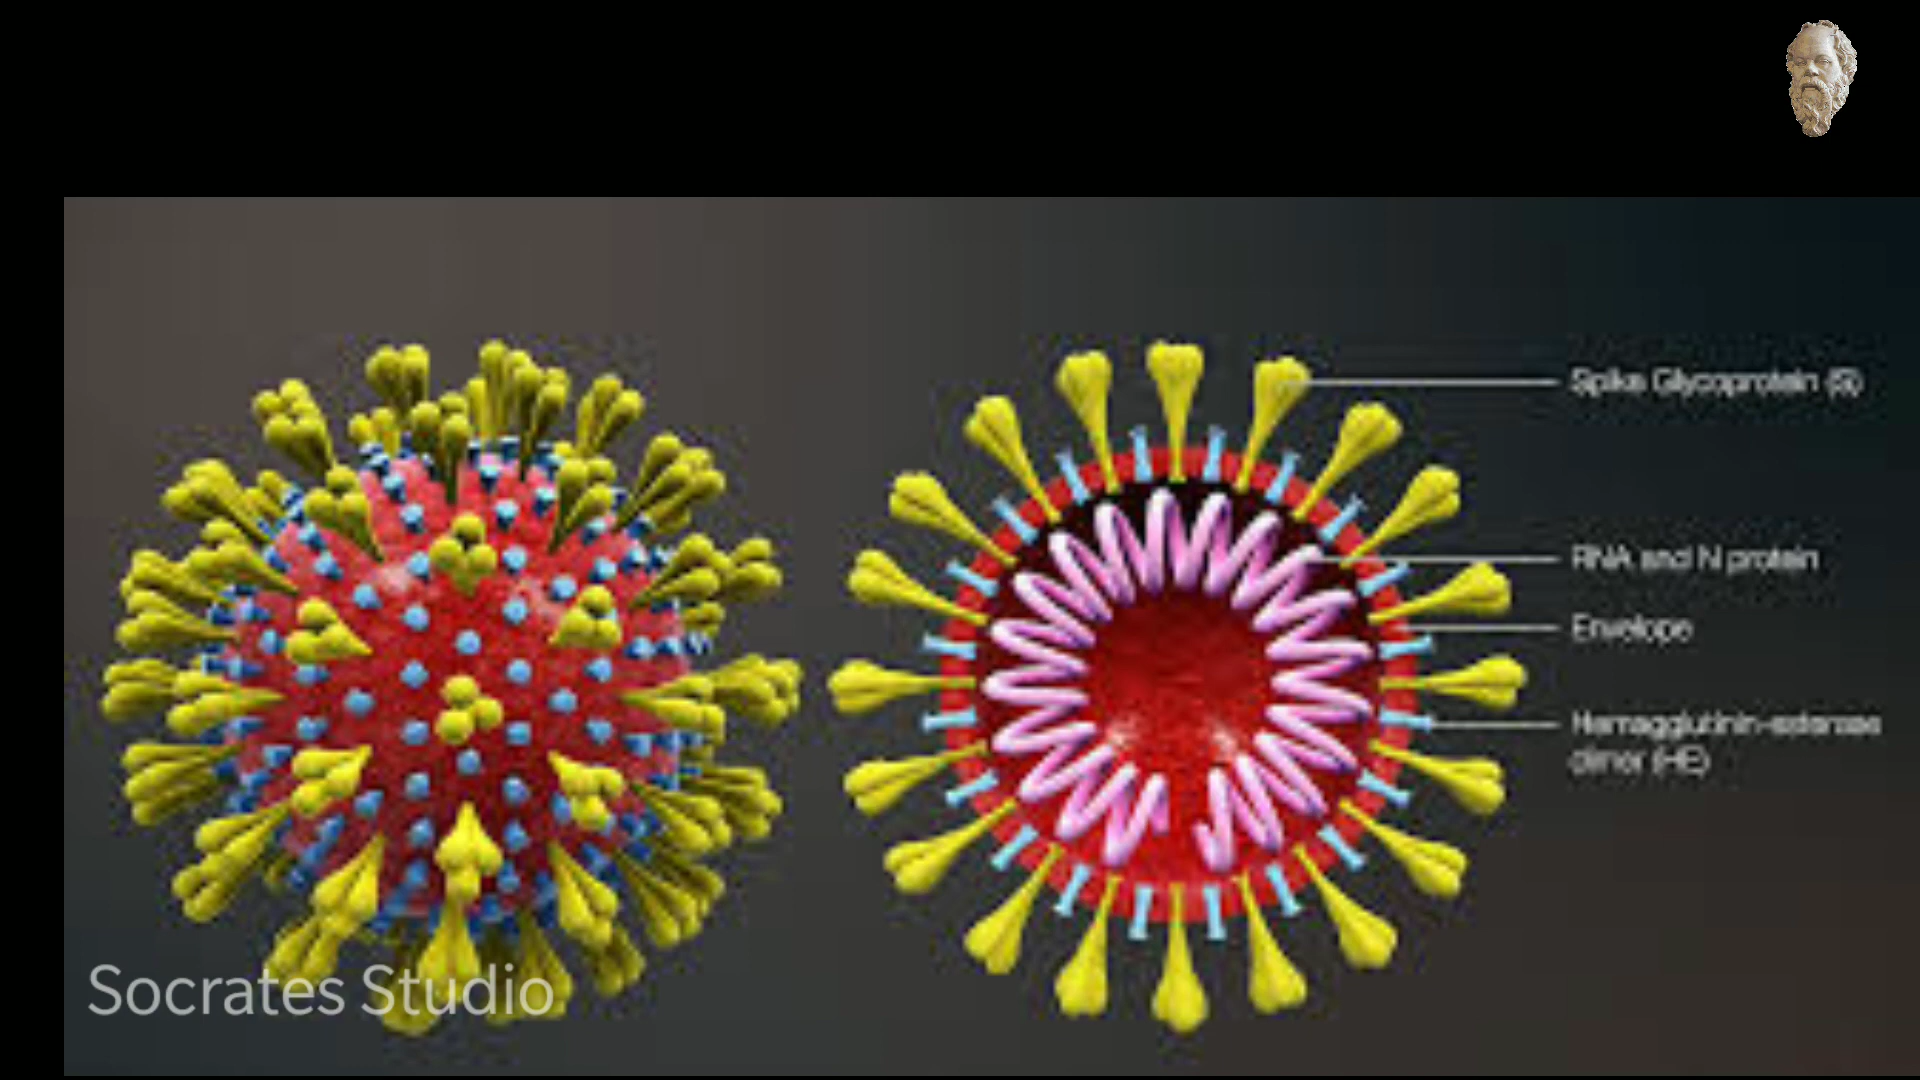 Spike Glycoprotein (S)
RNA and N protein
Envelope
Hemagglutinin-esterase
dimer (HE)
Socrates Studio